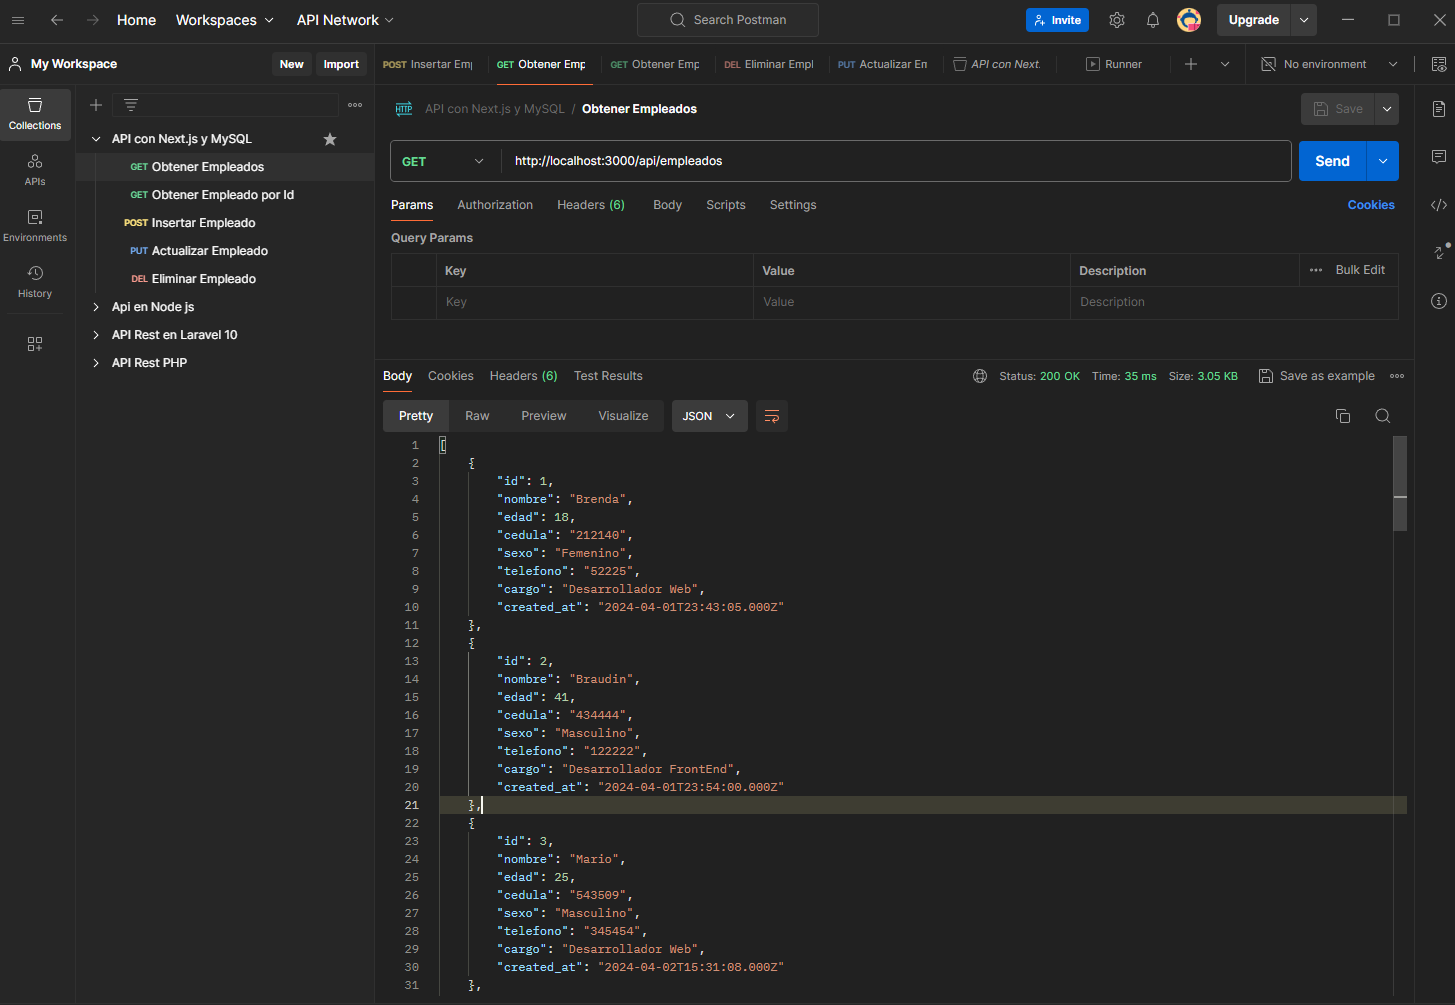 Home Workspaces API Network Search Postman Invite Upgrade
My Workspace New Import POST Insertar Emp GET Obtener Emp GET Obtener Emp DEL Eliminar Empl PUT Actualizar Em API con Next. Runner No environment
Collections
APIs
Environments
History
API con Next.js y MySQL
GET Obtener Empleados
GET Obtener Empleado por Id
POST Insertar Empleado
PUT Actualizar Empleado
DEL Eliminar Empleado
Api en Node js
API Rest en Laravel 10
API Rest PHP
HTTP API con Next.js y MySQL / Obtener Empleados Save
GET http://localhost:3000/api/empleados Send
Params Authorization Headers (6) Body Scripts Settings Cookies
Query Params
Key Value Description Bulk Edit
Key Value Description
Body Cookies Headers (6) Test Results Status: 200 OK Time: 35 ms Size: 3.05 KB Save as example
Pretty Raw Preview Visualize JSON
1 [
2 {
3 "id": 1,
4 "nombre": "Brenda",
5 "edad": 18,
6 "cedula": "212140",
7 "sexo": "Femenino",
8 "telefono": "52225",
9 "cargo": "Desarrollador Web",
10 "created_at": "2024-04-01T23:43:05.000Z"
11 },
12 {
13 "id": 2,
14 "nombre": "Braudin",
15 "edad": 41,
16 "cedula": "434444",
17 "sexo": "Masculino",
18 "telefono": "122222",
19 "cargo": "Desarrollador FrontEnd",
20 "created_at": "2024-04-01T23:54:00.000Z"
21 },
22 {
23 "id": 3,
24 "nombre": "Mario",
25 "edad": 25,
26 "cedula": "543509",
27 "sexo": "Masculino",
28 "telefono": "345454",
29 "cargo": "Desarrollador Web",
30 "created_at": "2024-04-02T15:31:08.000Z"
31 },